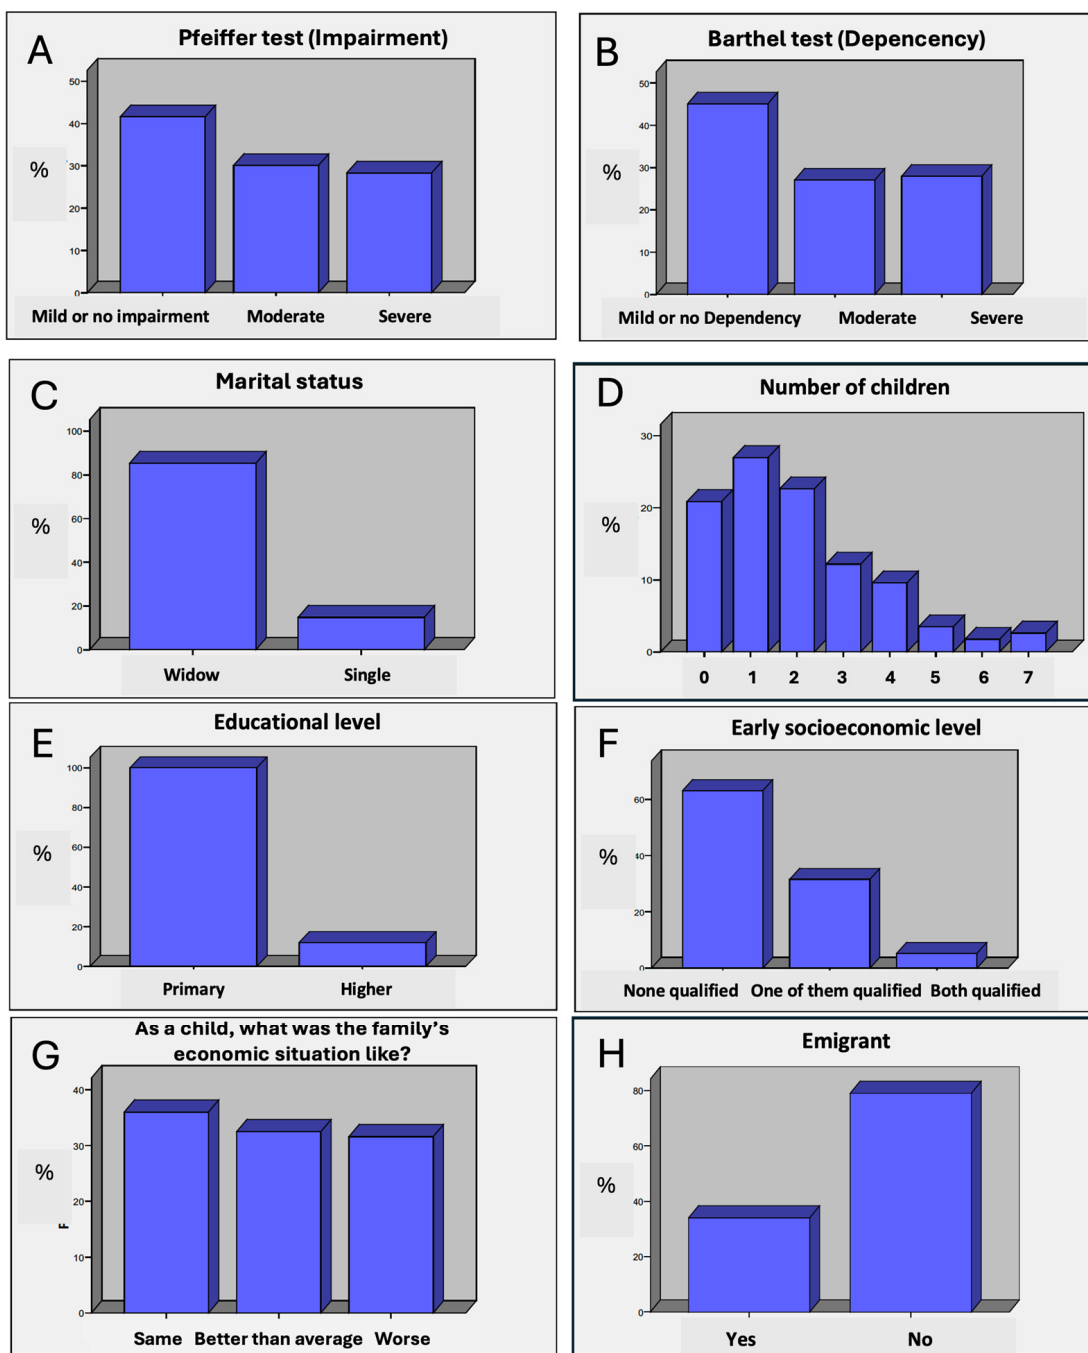 A
Pfeiffer test (Impairment)
%
50
40
30
20
10
0
Mild or no impairment Moderate Severe
B
Barthel test (Depencency)
%
50
40
30
20
10
0
Mild or no Dependency Moderate Severe
C
Marital status
%
100
80
60
40
20
0
Widow Single
D
Number of children
%
30
20
10
0
0 1 2 3 4 5 6 7
E
Educational level
%
100
80
60
40
20
0
Primary Higher
F
Early socioeconomic level
%
60
40
20
0
None qualified One of them qualified Both qualified
G
As a child, what was the family's
economic situation like?
%
F
40
30
20
10
0
Same Better than average Worse
H
Emigrant
%
80
60
40
20
0
Yes No